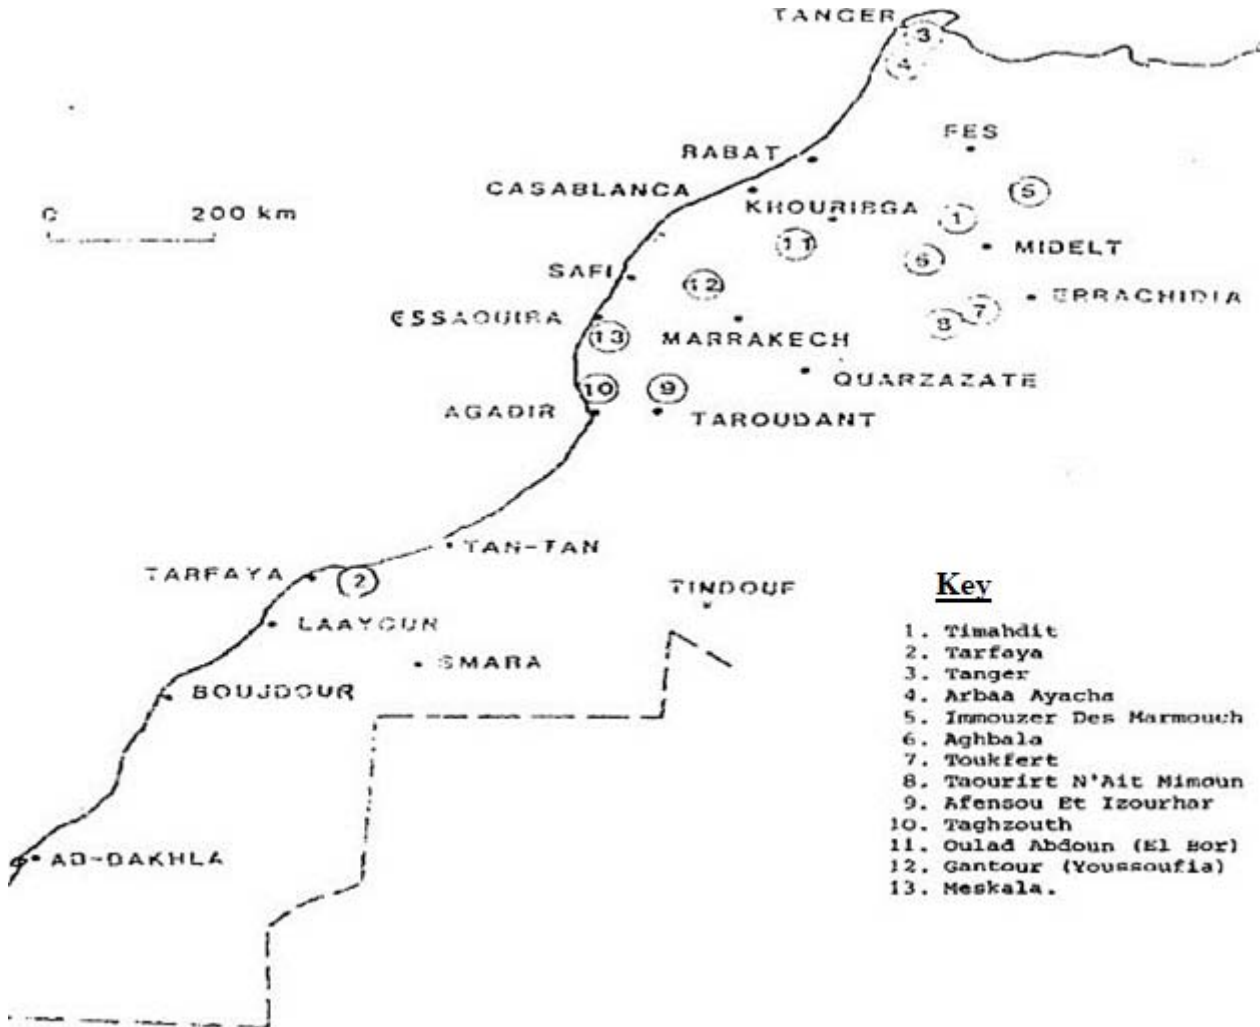 TANGER
3
4
FES
RABAT
CASABLANCA
5
0 200 km
KHOURIBGA
1
11
MIDELT
6
SAFI
12
ERRACHIDIA
7
8
ESSAOUIRA
13
MARRAKECH
QUARZAZATE
10
9
AGADIR
TAROUDANT
TAN-TAN
TARFAYA
2
TINDOUF
LAAYOUN
SMARA
BOUJDOUR
AD-DAKHLA
Key
1. Timahdit
2. Tarfaya
3. Tanger
4. Arbaa Ayacha
5. Immouzer Des Marmouch
6. Aghbala
7. Toukfert
8. Taourirt N'Ait Mimoun
9. Afensou Et Izourhar
10. Taghzouth
11. Oulad Abdoun (El Bor)
12. Gantour (Youssoufia)
13. Meskala.